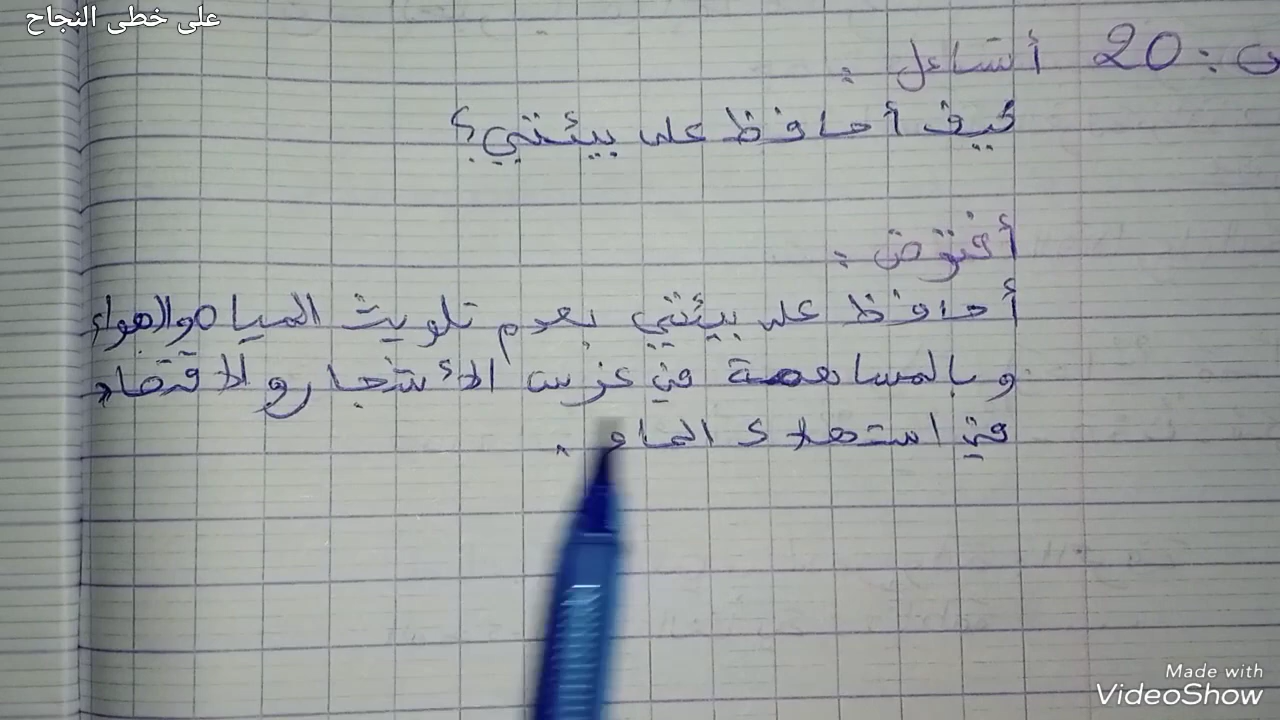 على خطى النجاح
ص: 20 أتساءل :
كيف أحافظ على بيئتي؟
أفترض :
أحافظ على بيئتي بعدم تلويث المياه والهواء
وبالمساهمة في غرس الأشجار والاقتصاد
في استهلاك الماء .
Made with
VideoShow